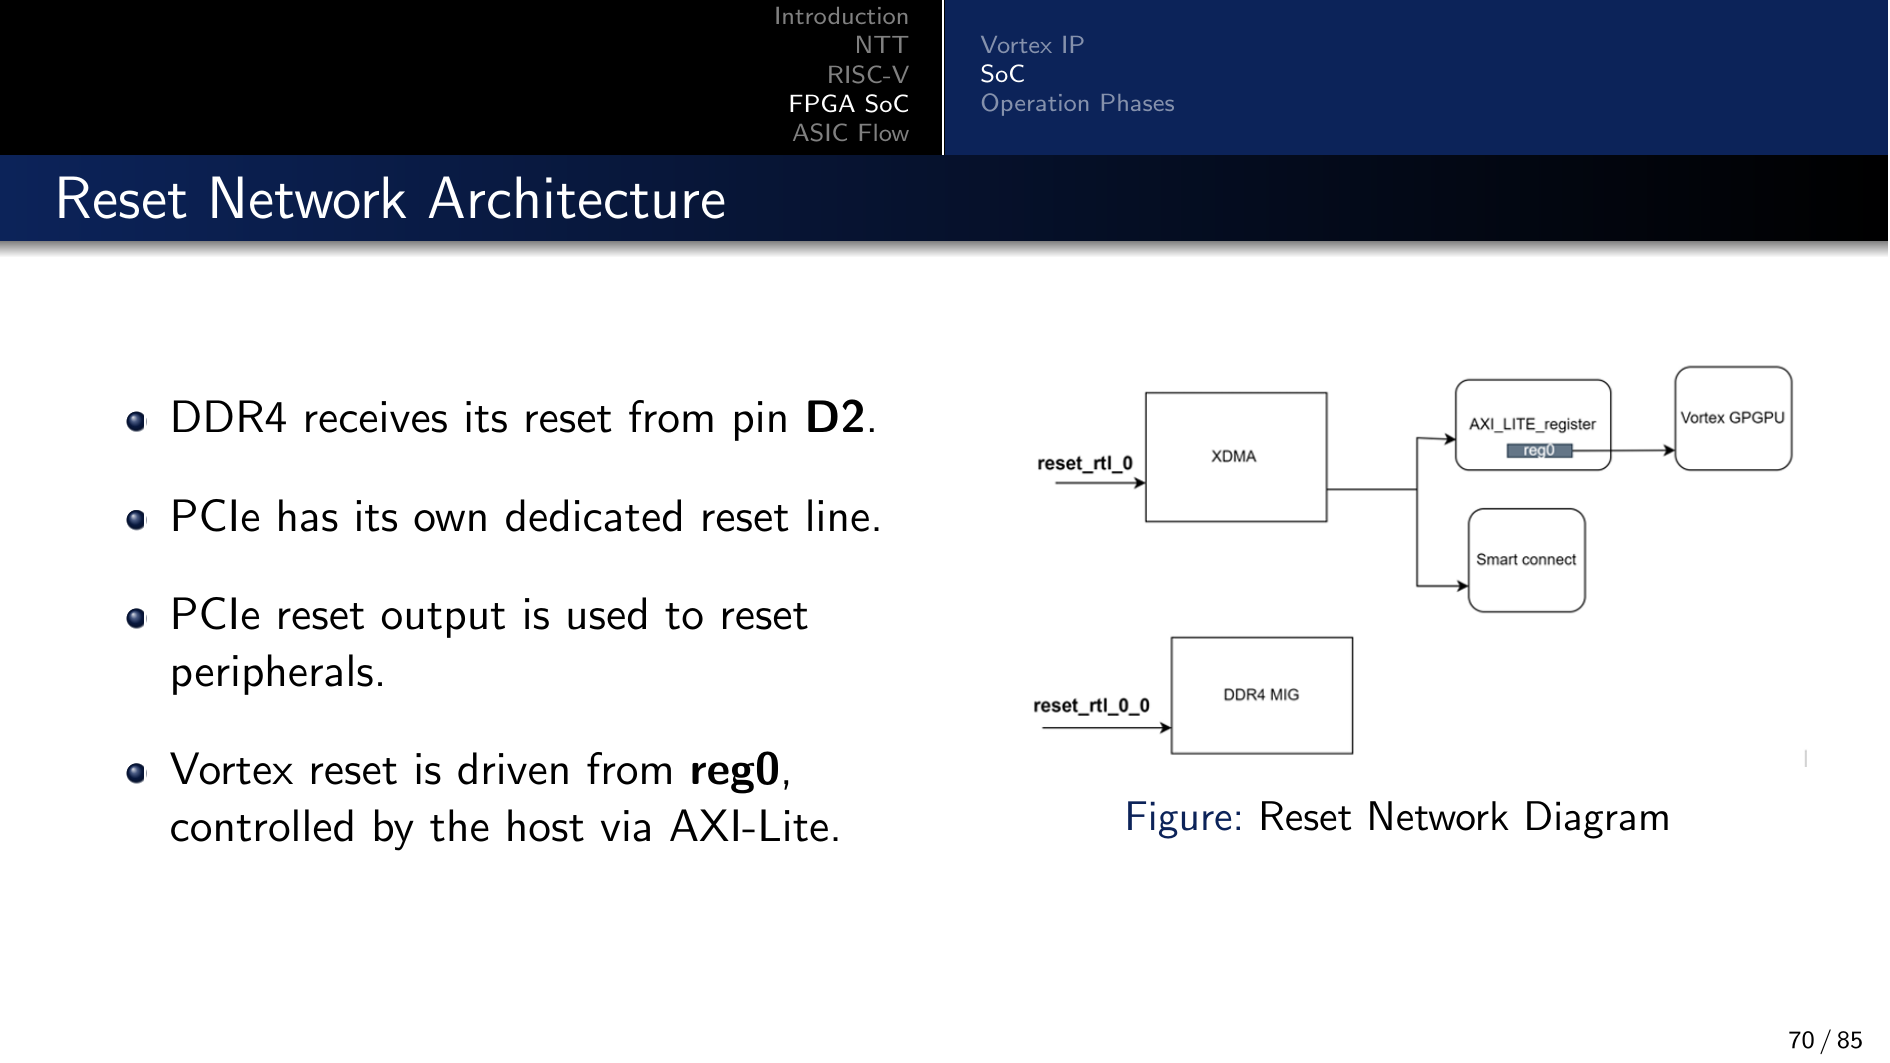 Introduction
NTT
RISC-V
FPGA SoC
ASIC Flow
Vortex IP
SoC
Operation Phases
Reset Network Architecture
DDR4 receives its reset from pin D2.
PCIe has its own dedicated reset line.
PCIe reset output is used to reset
peripherals.
Vortex reset is driven from reg0,
controlled by the host via AXI-Lite.
reset_rtl_0
XDMA
AXI_LITE_register
reg0
Vortex GPGPU
Smart connect
reset_rtl_0_0
DDR4 MIG
Figure: Reset Network Diagram
70 / 85